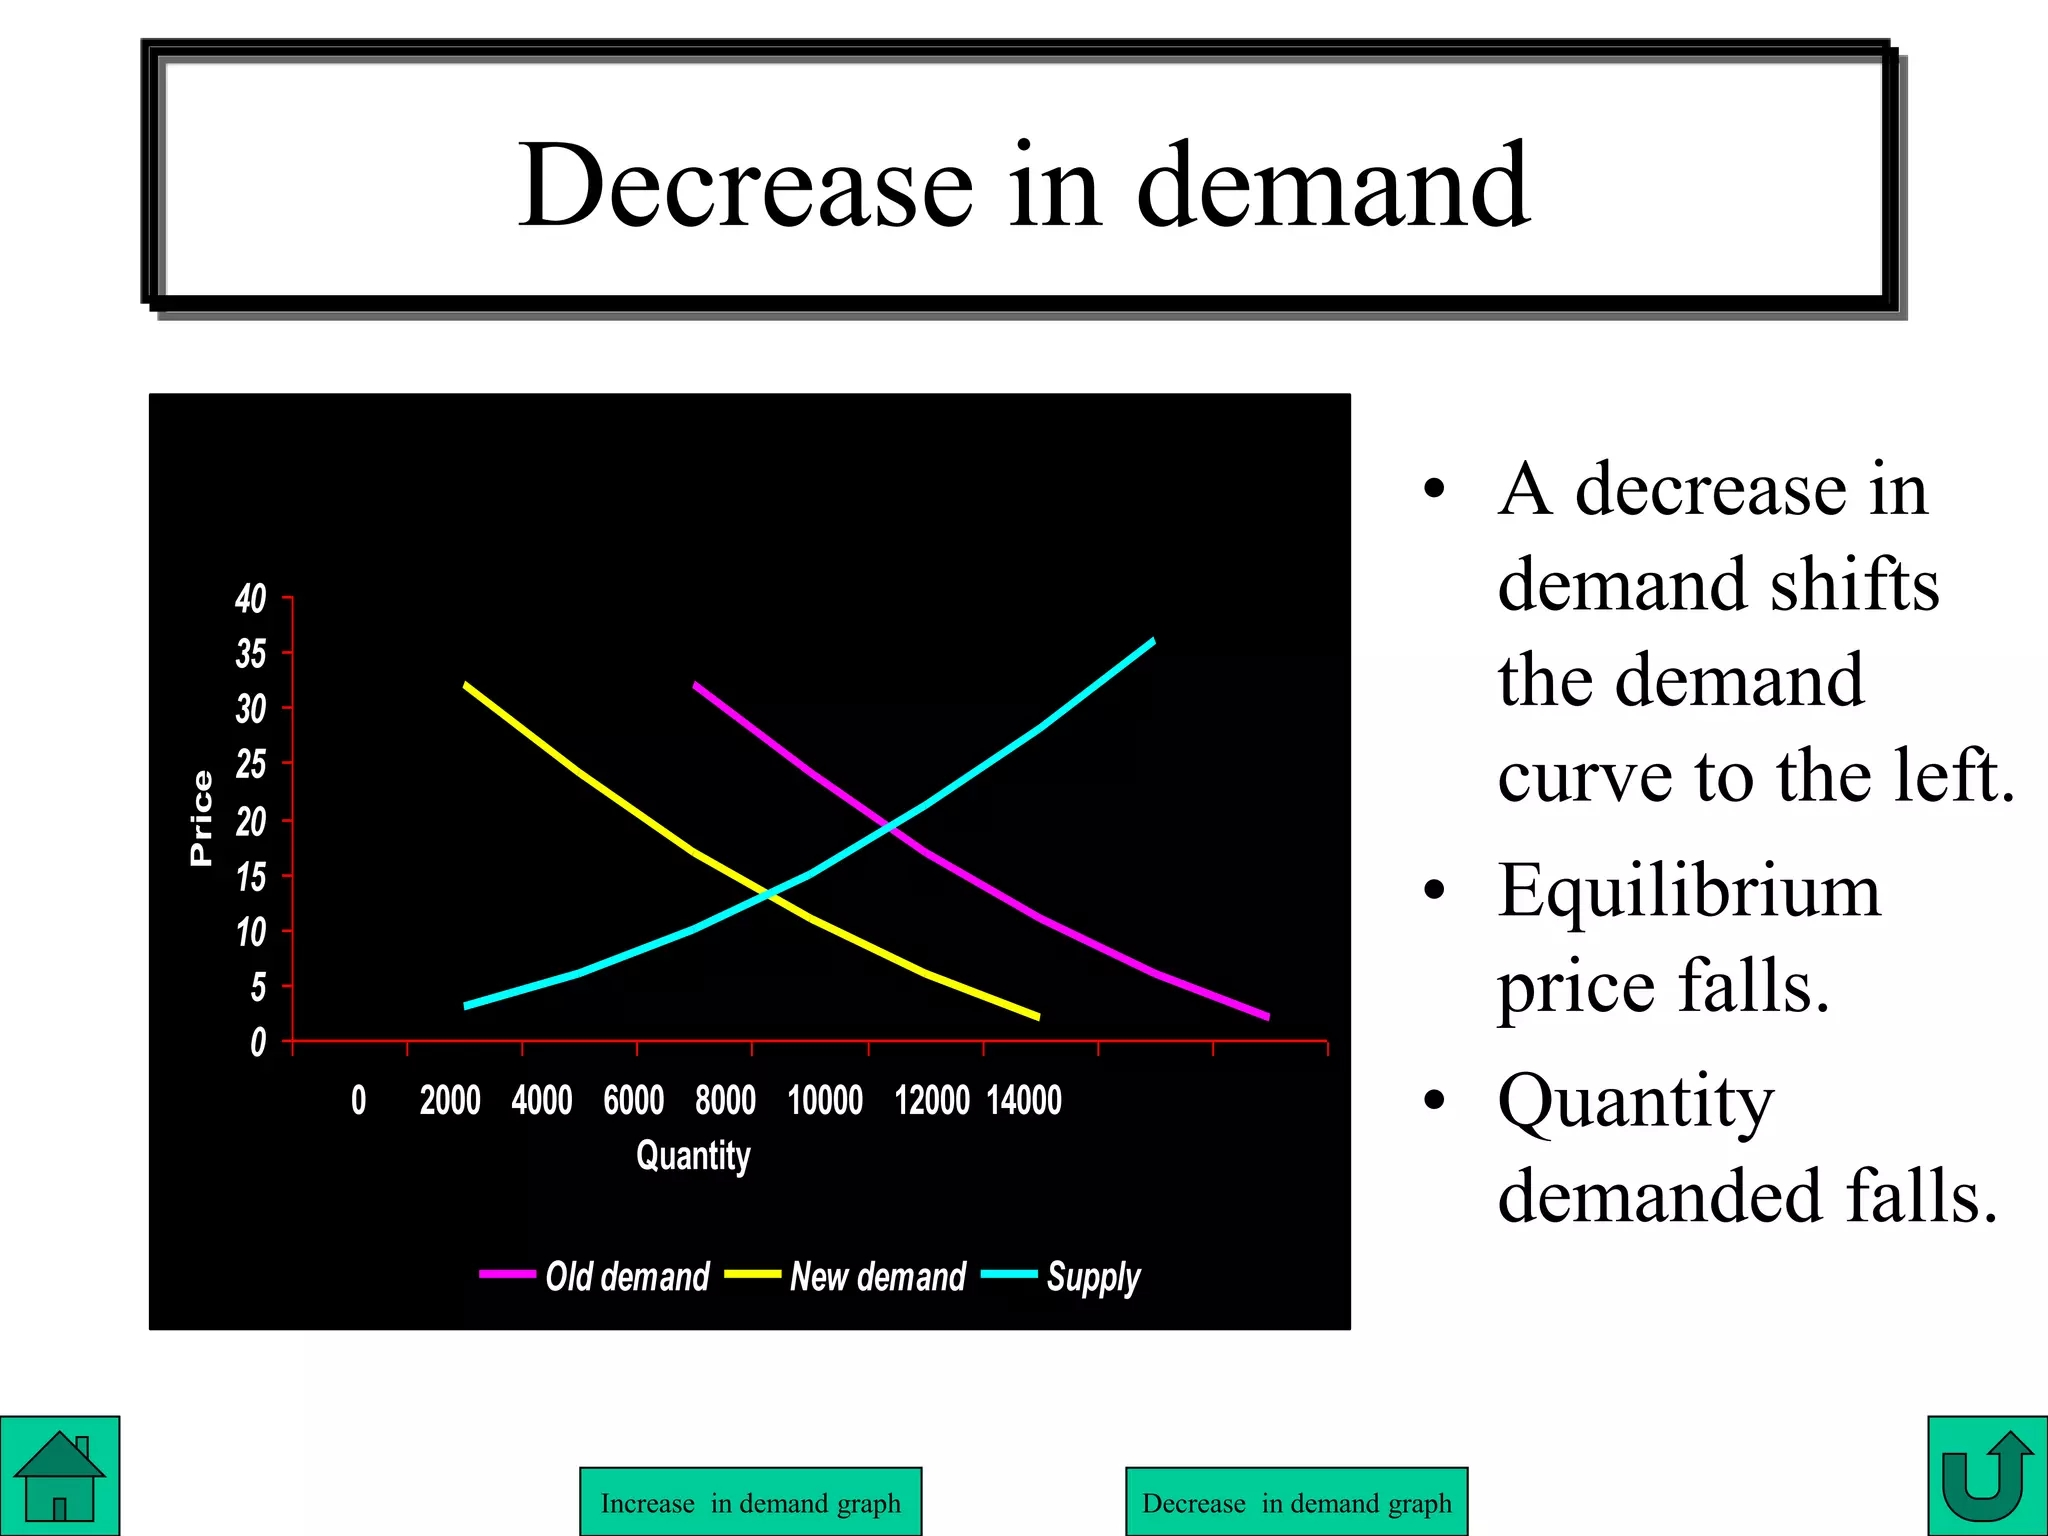 Decrease in demand
40
35
30
25
20
15
10
5
0
Price
0 2000 4000 6000 8000 10000 12000 14000
Quantity
Old demand New demand Supply
• A decrease in
demand shifts
the demand
curve to the left.
• Equilibrium
price falls.
• Quantity
demanded falls.
Increase in demand graph
Decrease in demand graph